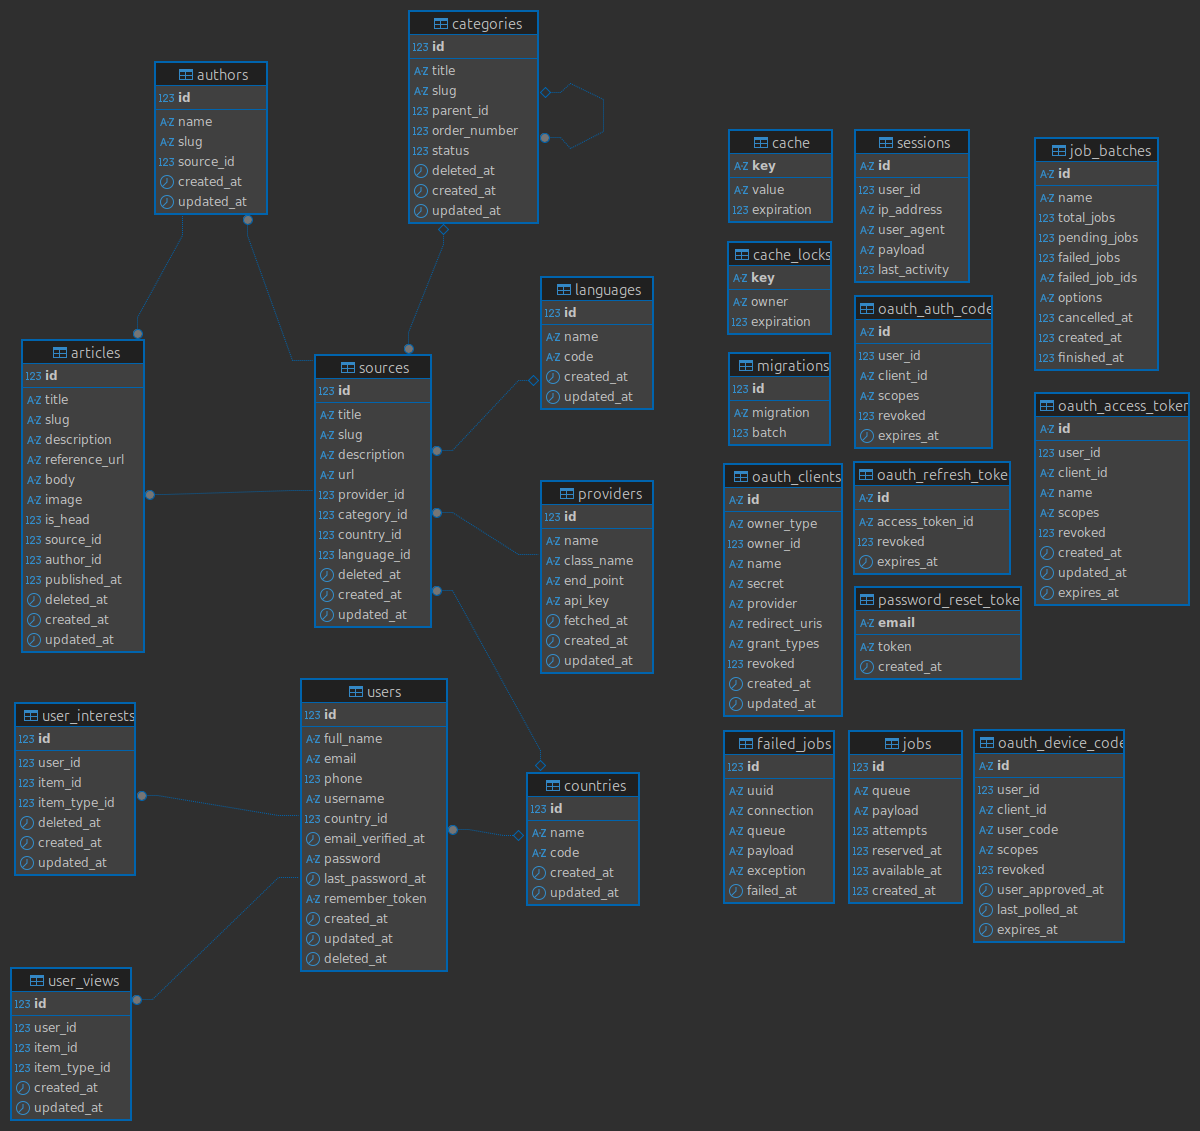 categories
123 id
A-Z title
A-Z slug
123 parent_id
123 order_number
123 status
deleted_at
created_at
updated_at
authors
123 id
A-Z name
A-Z slug
123 source_id
created_at
updated_at
cache
A-Z key
A-Z value
123 expiration
sessions
A-Z id
123 user_id
A-Z ip_address
A-Z user_agent
A-Z payload
123 last_activity
job_batches
A-Z id
A-Z name
123 total_jobs
123 pending_jobs
123 failed_jobs
A-Z failed_job_ids
A-Z options
123 cancelled_at
123 created_at
123 finished_at
cache_locks
A-Z key
A-Z owner
123 expiration
languages
123 id
A-Z name
A-Z code
created_at
updated_at
oauth_auth_code
A-Z id
123 user_id
A-Z client_id
A-Z scopes
123 revoked
expires_at
articles
123 id
A-Z title
A-Z slug
A-Z description
A-Z reference_url
A-Z body
A-Z image
123 is_head
123 source_id
123 author_id
123 published_at
deleted_at
created_at
updated_at
sources
123 id
A-Z title
A-Z slug
A-Z description
A-Z url
123 provider_id
123 category_id
123 country_id
123 language_id
deleted_at
created_at
updated_at
migrations
123 id
A-Z migration
123 batch
oauth_access_token
A-Z id
123 user_id
A-Z client_id
A-Z name
A-Z scopes
123 revoked
created_at
updated_at
expires_at
oauth_clients
A-Z id
A-Z owner_type
123 owner_id
A-Z name
A-Z secret
A-Z provider
A-Z redirect_uris
A-Z grant_types
123 revoked
created_at
updated_at
oauth_refresh_toke
A-Z id
A-Z access_token_id
123 revoked
expires_at
providers
123 id
A-Z name
A-Z class_name
A-Z end_point
A-Z api_key
fetched_at
created_at
updated_at
password_reset_toke
A-Z email
A-Z token
created_at
users
123 id
A-Z full_name
A-Z email
123 phone
A-Z username
123 country_id
email_verified_at
A-Z password
last_password_at
A-Z remember_token
created_at
updated_at
deleted_at
user_interests
123 id
123 user_id
123 item_id
123 item_type_id
deleted_at
created_at
updated_at
countries
123 id
A-Z name
A-Z code
created_at
updated_at
failed_jobs
123 id
A-Z uuid
A-Z connection
A-Z queue
A-Z payload
A-Z exception
failed_at
jobs
123 id
A-Z queue
A-Z payload
123 attempts
123 reserved_at
123 available_at
123 created_at
oauth_device_code
A-Z id
123 user_id
A-Z client_id
A-Z user_code
A-Z scopes
123 revoked
user_approved_at
last_polled_at
expires_at
user_views
123 id
123 user_id
123 item_id
123 item_type_id
created_at
updated_at